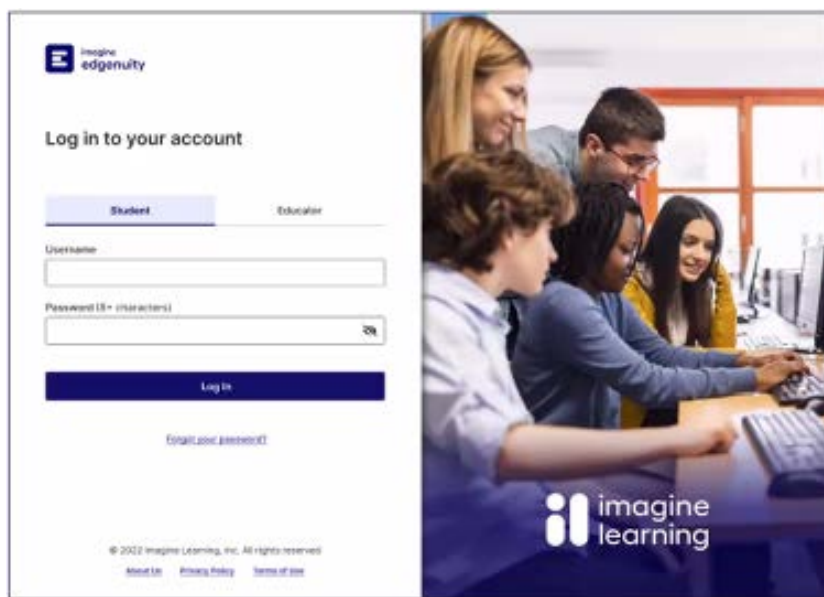 imagine
edgenuity
Log in to your account
Student
Educator
Username
Password (8+ characters)
Log in
Forgot your password?
© 2022 Imagine Learning, Inc. All rights reserved
About Us Privacy Policy Terms of Use
imagine
learning